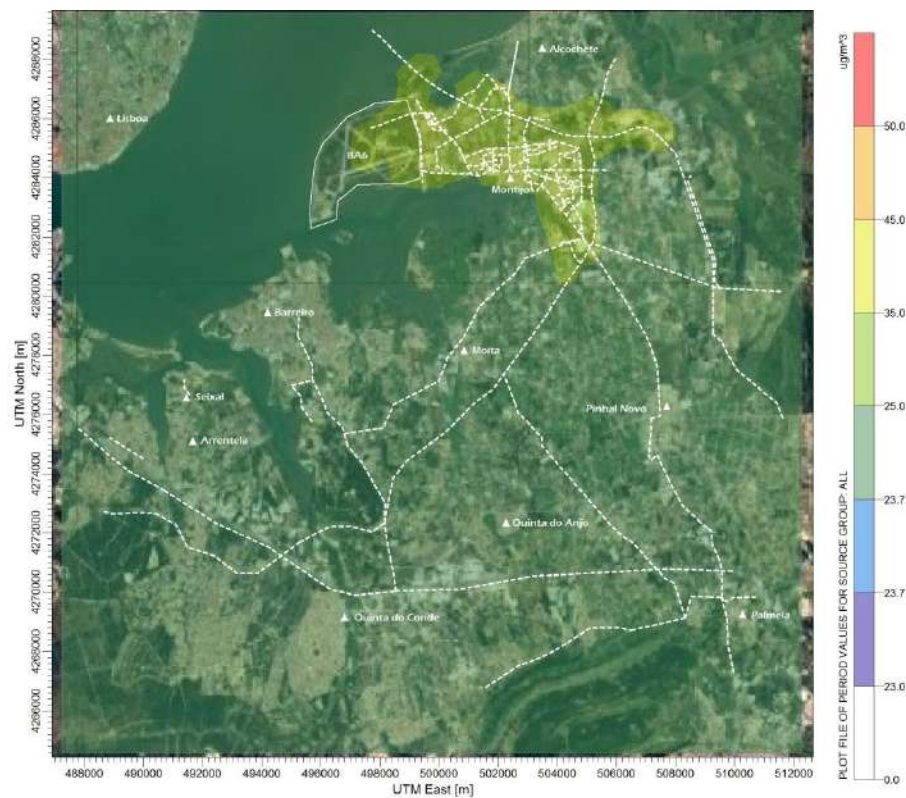 Alcochete
Lisboa
BA6
Montijo
Barreiro
Moita
Seixal
Pinhal Novo
Arrentela
Quinta do Anjo
Quinta do Conde
Palmela
UTM North [m]
4288000
4286000
4284000
4282000
4280000
4278000
4276000
4274000
4272000
4270000
4268000
4266000
488000 490000 492000 494000 496000 498000 500000 502000 504000 506000 508000 510000 512000
UTM East [m]
PLOT FILE OF PERIOD VALUES FOR SOURCE GROUP: ALL
ug/m^3
50.0
45.0
35.0
25.0
23.7
23.7
23.0
0.0